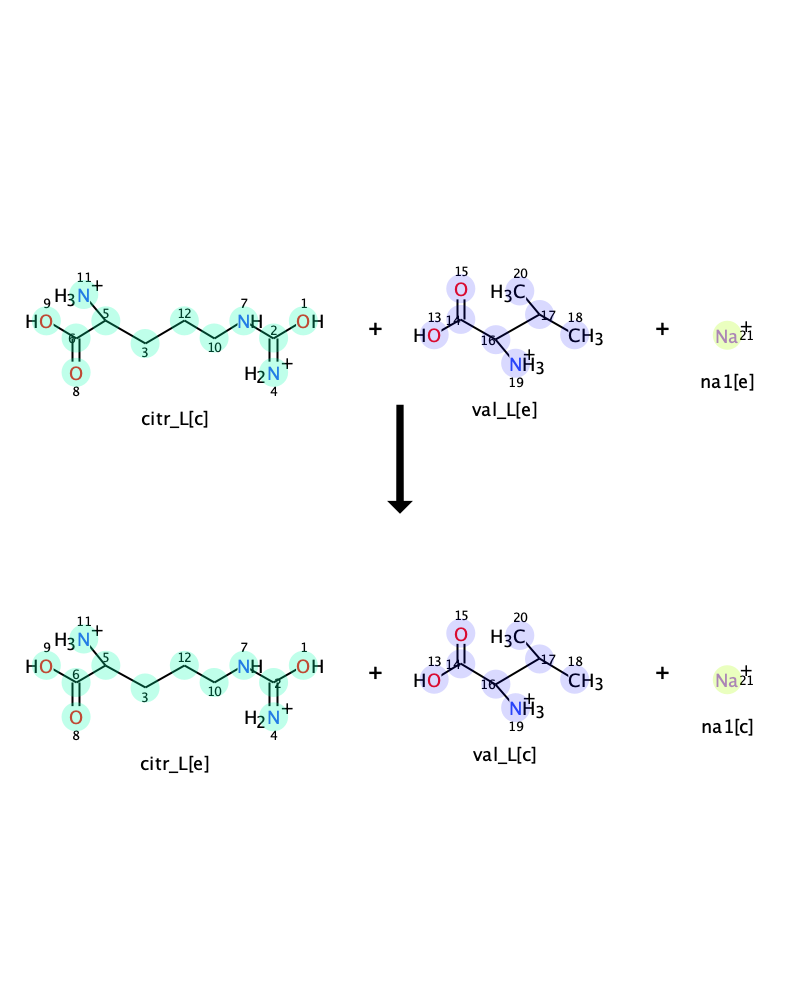 11
H3N+
9
HO
5
6
O
8
3
12
10
7
NH
1
OH
2
H2N+
4
citr_L[c]
+
15
O
13
HO
14
20
H3C
17
18
CH3
16
NH3+
19
val_L[e]
+
Na+
21
na1[e]
11
H3N+
9
HO
5
6
O
8
3
12
10
7
NH
1
OH
2
H2N+
4
citr_L[e]
+
15
O
13
HO
14
20
H3C
17
18
CH3
16
NH3+
19
val_L[c]
+
Na+
21
na1[c]